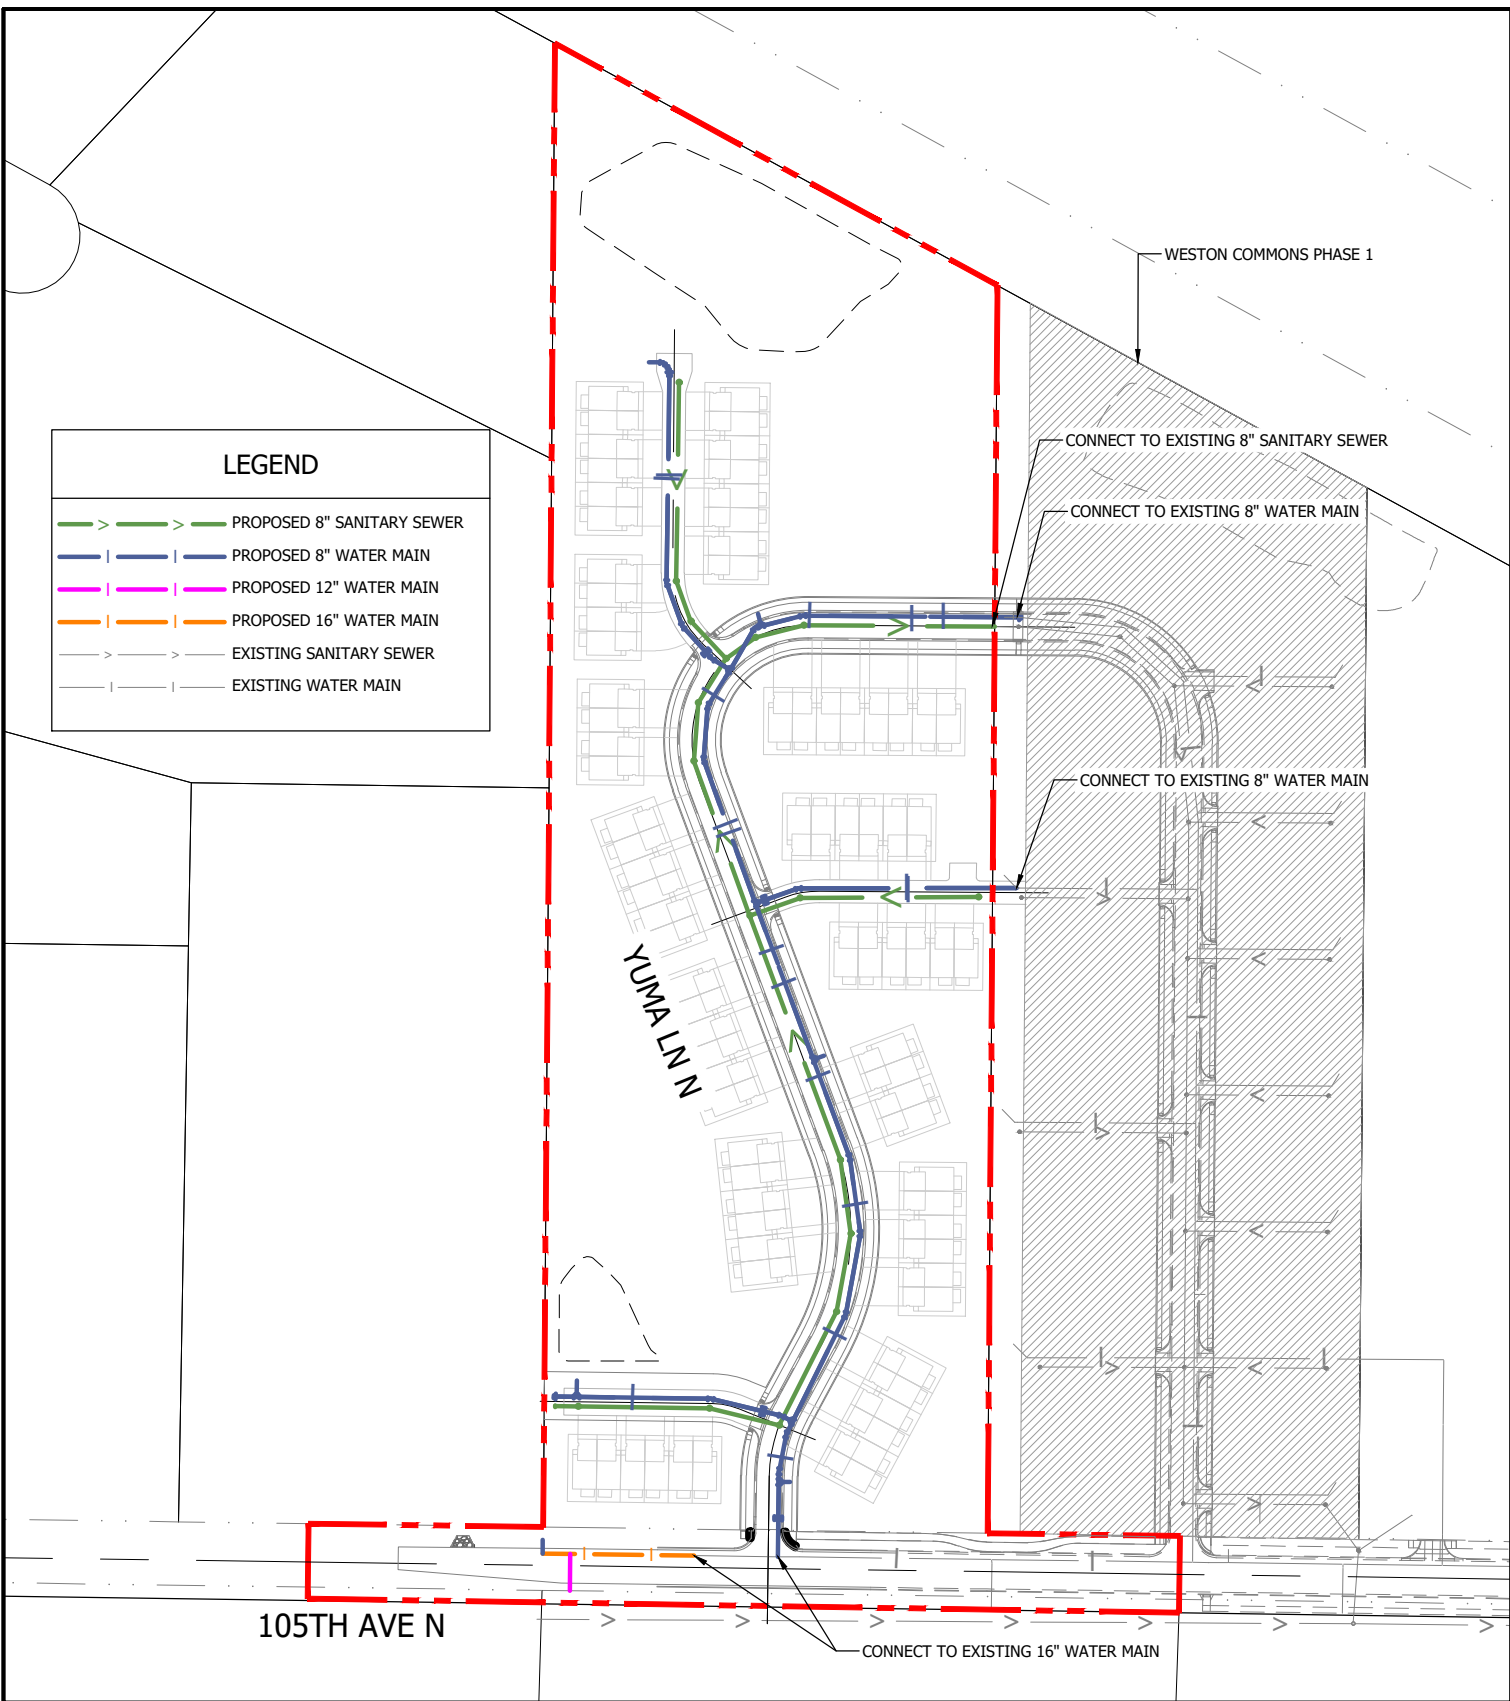 WESTON COMMONS PHASE 1
CONNECT TO EXISTING 8" SANITARY SEWER
LEGEND
CONNECT TO EXISTING 8" WATER MAIN
PROPOSED 8" SANITARY SEWER
PROPOSED 8" WATER MAIN
PROPOSED 12" WATER MAIN
PROPOSED 16" WATER MAIN
EXISTING SANITARY SEWER
EXISTING WATER MAIN
CONNECT TO EXISTING 8" WATER MAIN
YUMA LN N
105TH AVE N
CONNECT TO EXISTING 16" WATER MAIN